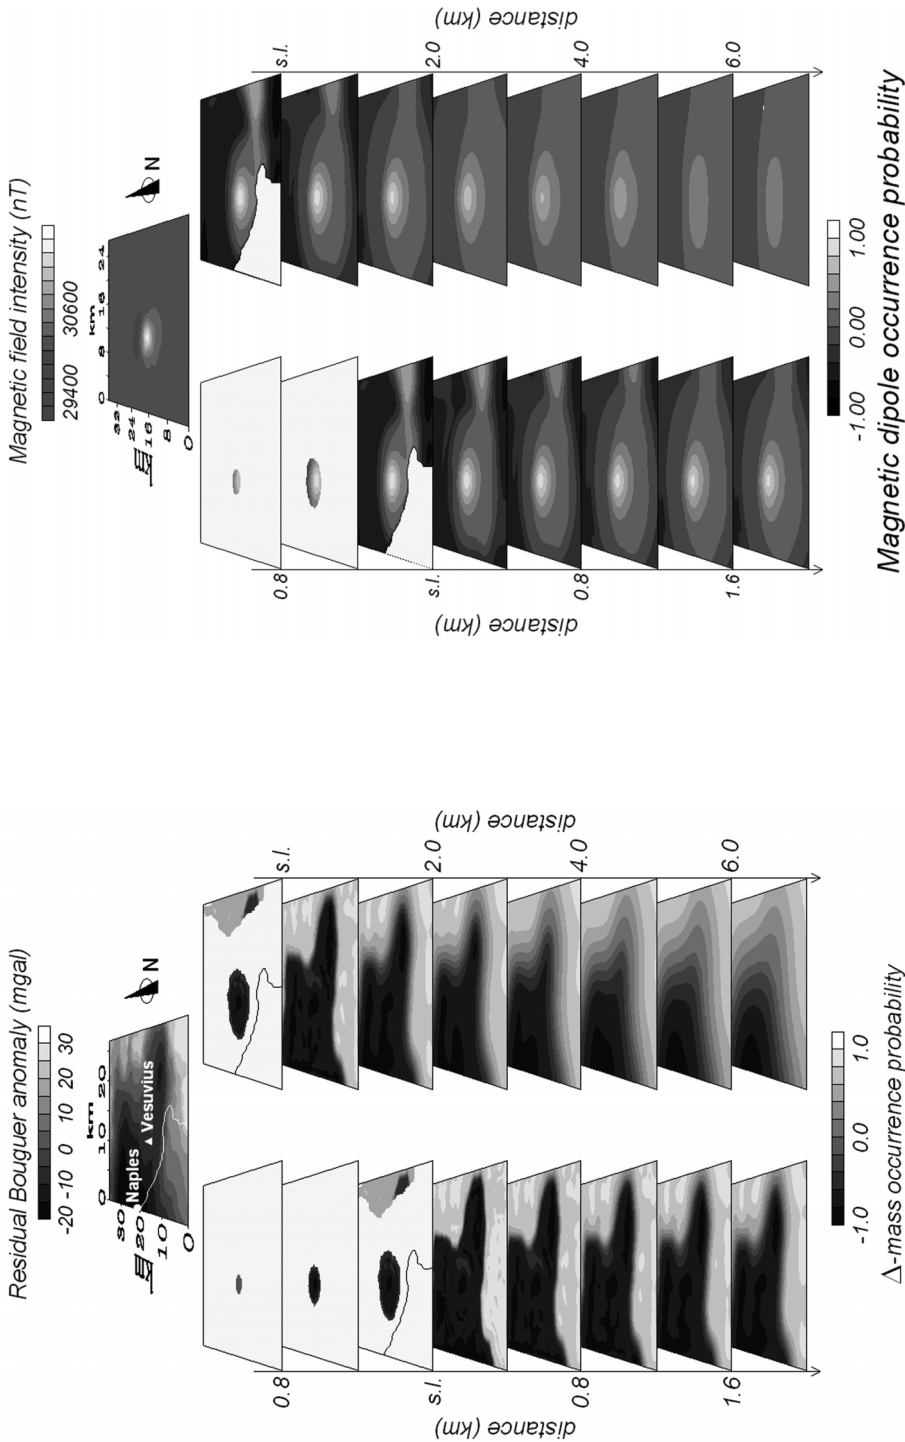 Residual Bouguer anomaly (mgal)
-20 -10 0 10 20 30
km
0 10 20
30
20
10
0
km
Naples
Vesuvius
N
0.8
s.l.
0.8
1.6
distance (km)
s.l.
2.0
4.0
6.0
distance (km)
-1.0 0.0 1.0
Δ-mass occurrence probability
Magnetic field intensity (nT)
29400 30600
km
0 8 16 24
32
24
16
8
0
km
N
0.8
s.l.
0.8
1.6
distance (km)
s.l.
2.0
4.0
6.0
distance (km)
-1.00 0.00 1.00
Magnetic dipole occurrence probability